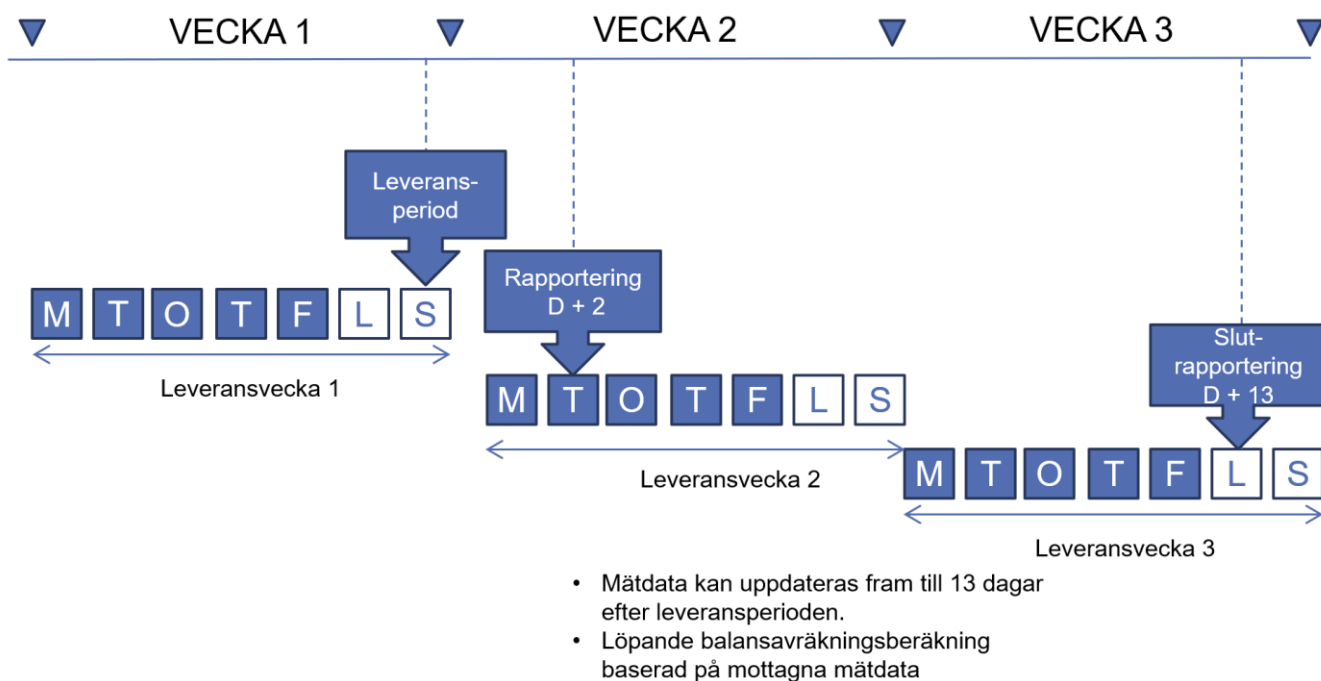 VECKA 1
VECKA 2
VECKA 3
Leverans-
period
M T O T F L S
Leveransvecka 1
Rapportering
D + 2
M T O T F L S
Leveransvecka 2
Slut-
rapportering
D + 13
M T O T F L S
Leveransvecka 3
• Mätdata kan uppdateras fram till 13 dagar
efter leveransperioden.
• Löpande balansavräkningsberäkning
baserad på mottagna mätdata